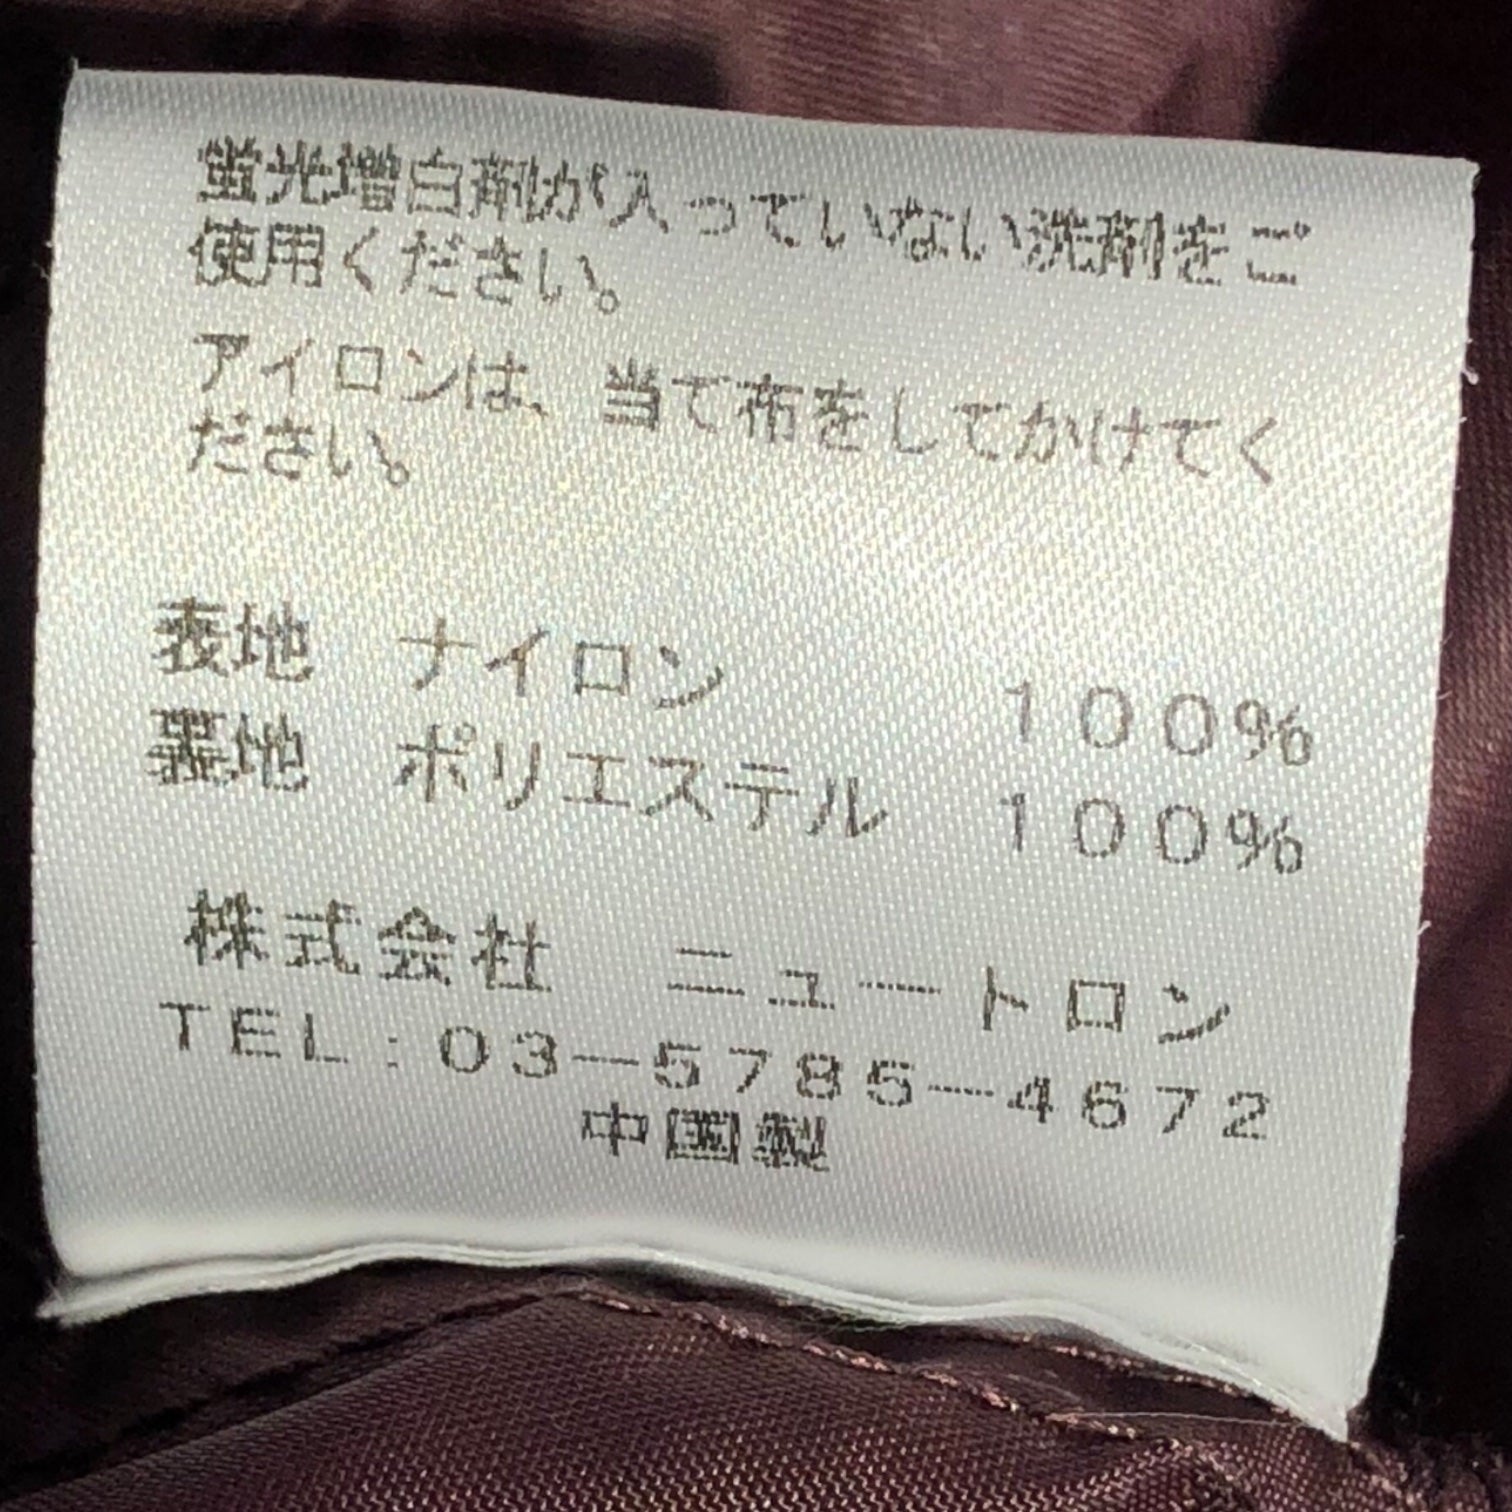 蛍光増白剤が入っていない洗剤をご
使用ください。
アイロンは、当て布をしてかけてく
ださい。
表地　ナイロン　100%
裏地　ポリエステル　100%
株式会社　ニュートロン
TEL:03-5785-4672
中国製